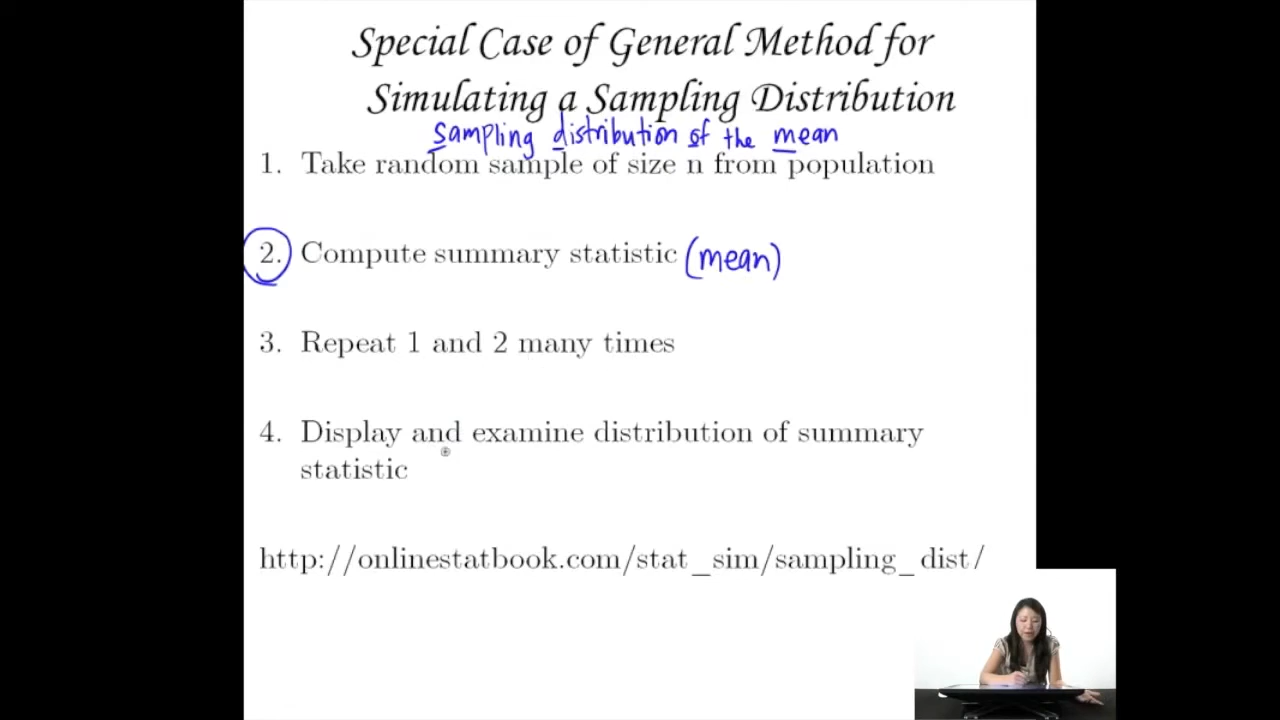 Special Case of General Method for
Simulating a Sampling Distribution
Sampling distribution of the mean
1. Take random sample of size n from population
2. Compute summary statistic (mean)
3. Repeat 1 and 2 many times
4. Display and examine distribution of summary
statistic
http://onlinestatbook.com/stat_sim/sampling_dist/